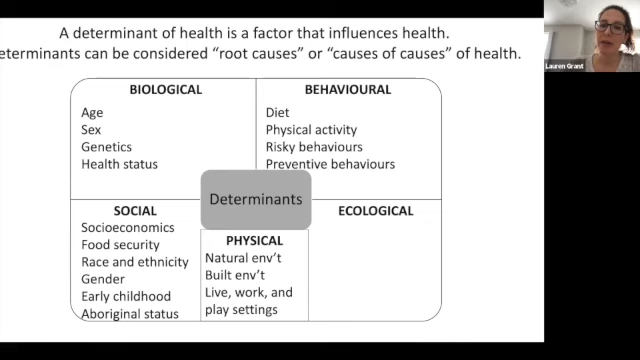 A determinant of health is a factor that influences health.
eterminants can be considered "root causes" or "causes of causes" of health.
BIOLOGICAL
Age
Sex
Genetics
Health status
BEHAVIOURAL
Diet
Physical activity
Risky behaviours
Preventive behaviours
Determinants
SOCIAL
Socioeconomics
Food security
Race and ethnicity
Gender
Early childhood
Aboriginal status
PHYSICAL
Natural env't
Built env't
Live, work, and
play settings
ECOLOGICAL
Lauren Grant